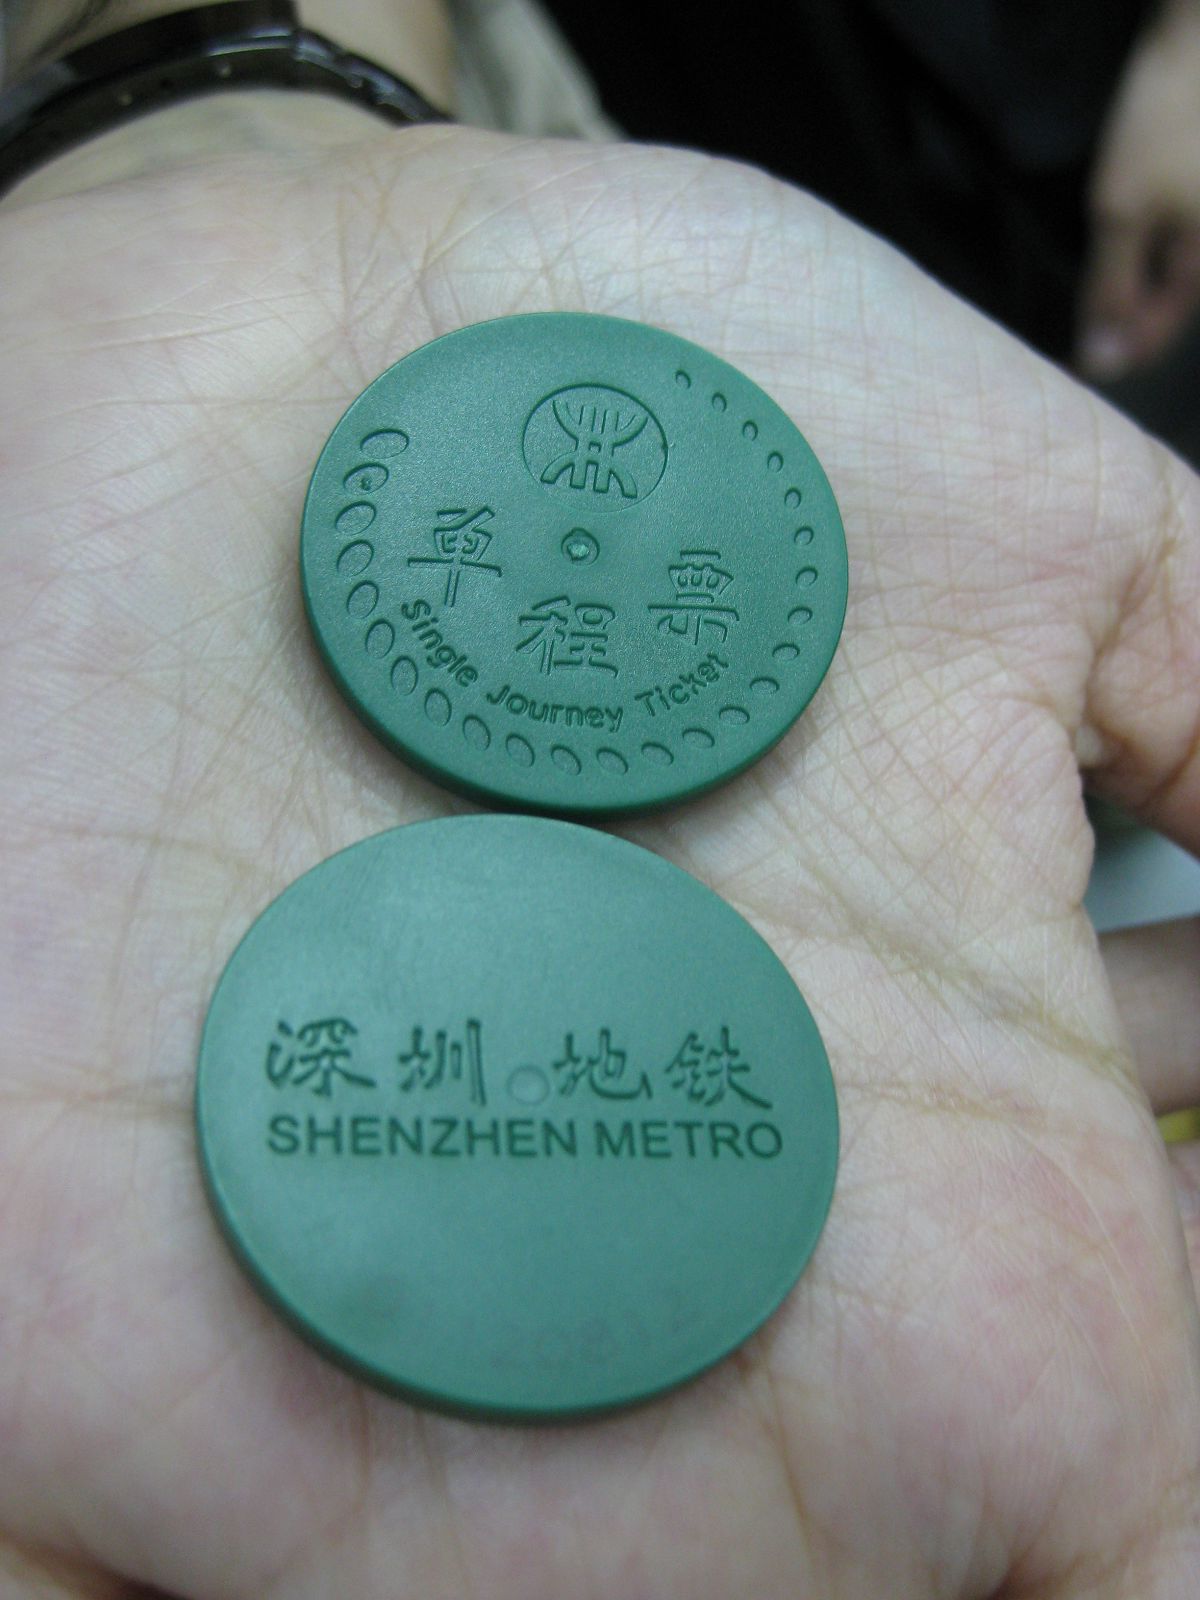 单程票
Single Journey Ticket
深圳地铁
SHENZHEN METRO